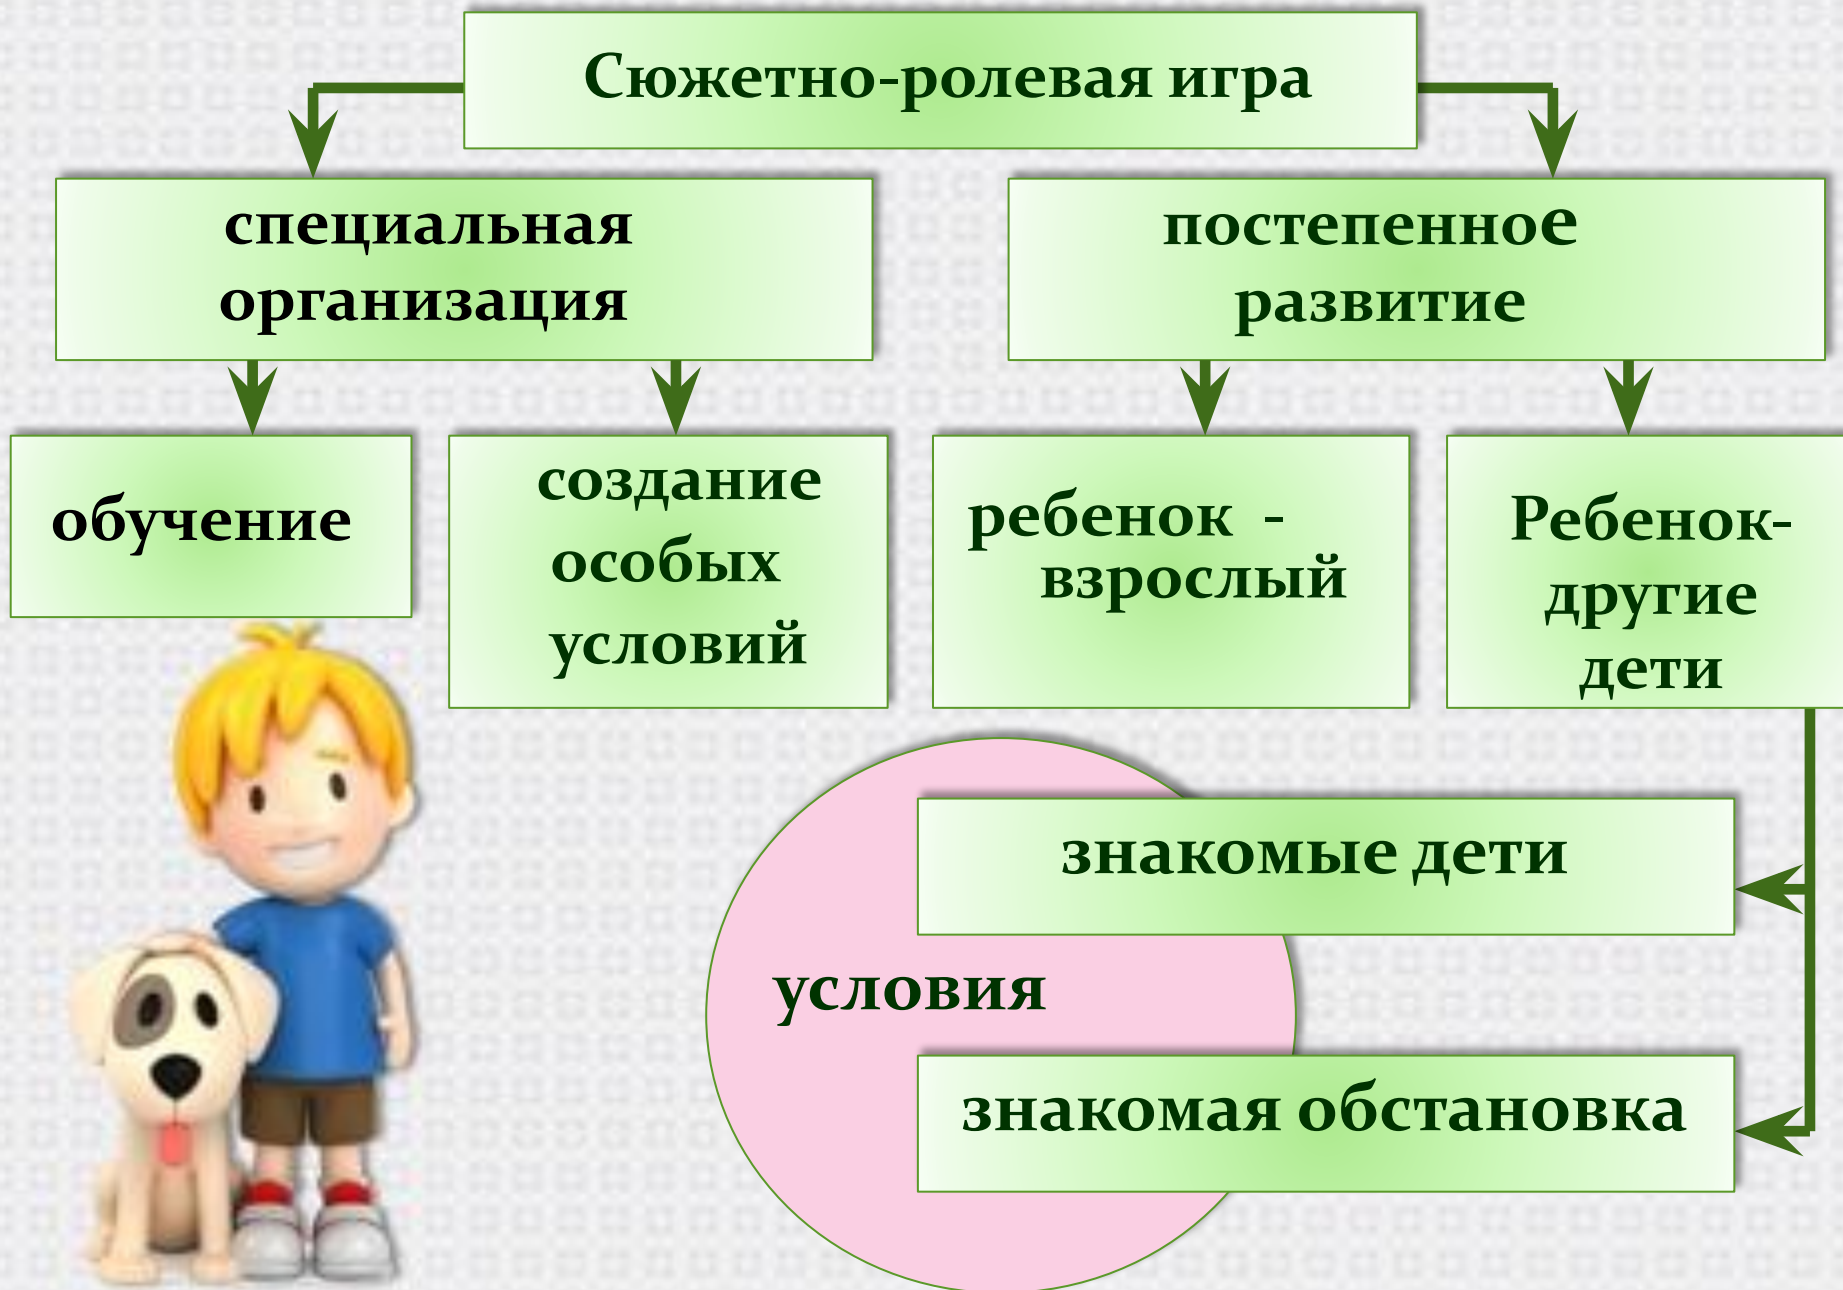 Сюжетно-ролевая игра
специальная
организация
постепенное
развитие
обучение
создание
особых
условий
ребенок -
взрослый
Ребенок-
другие
дети
знакомые дети
условия
знакомая обстановка